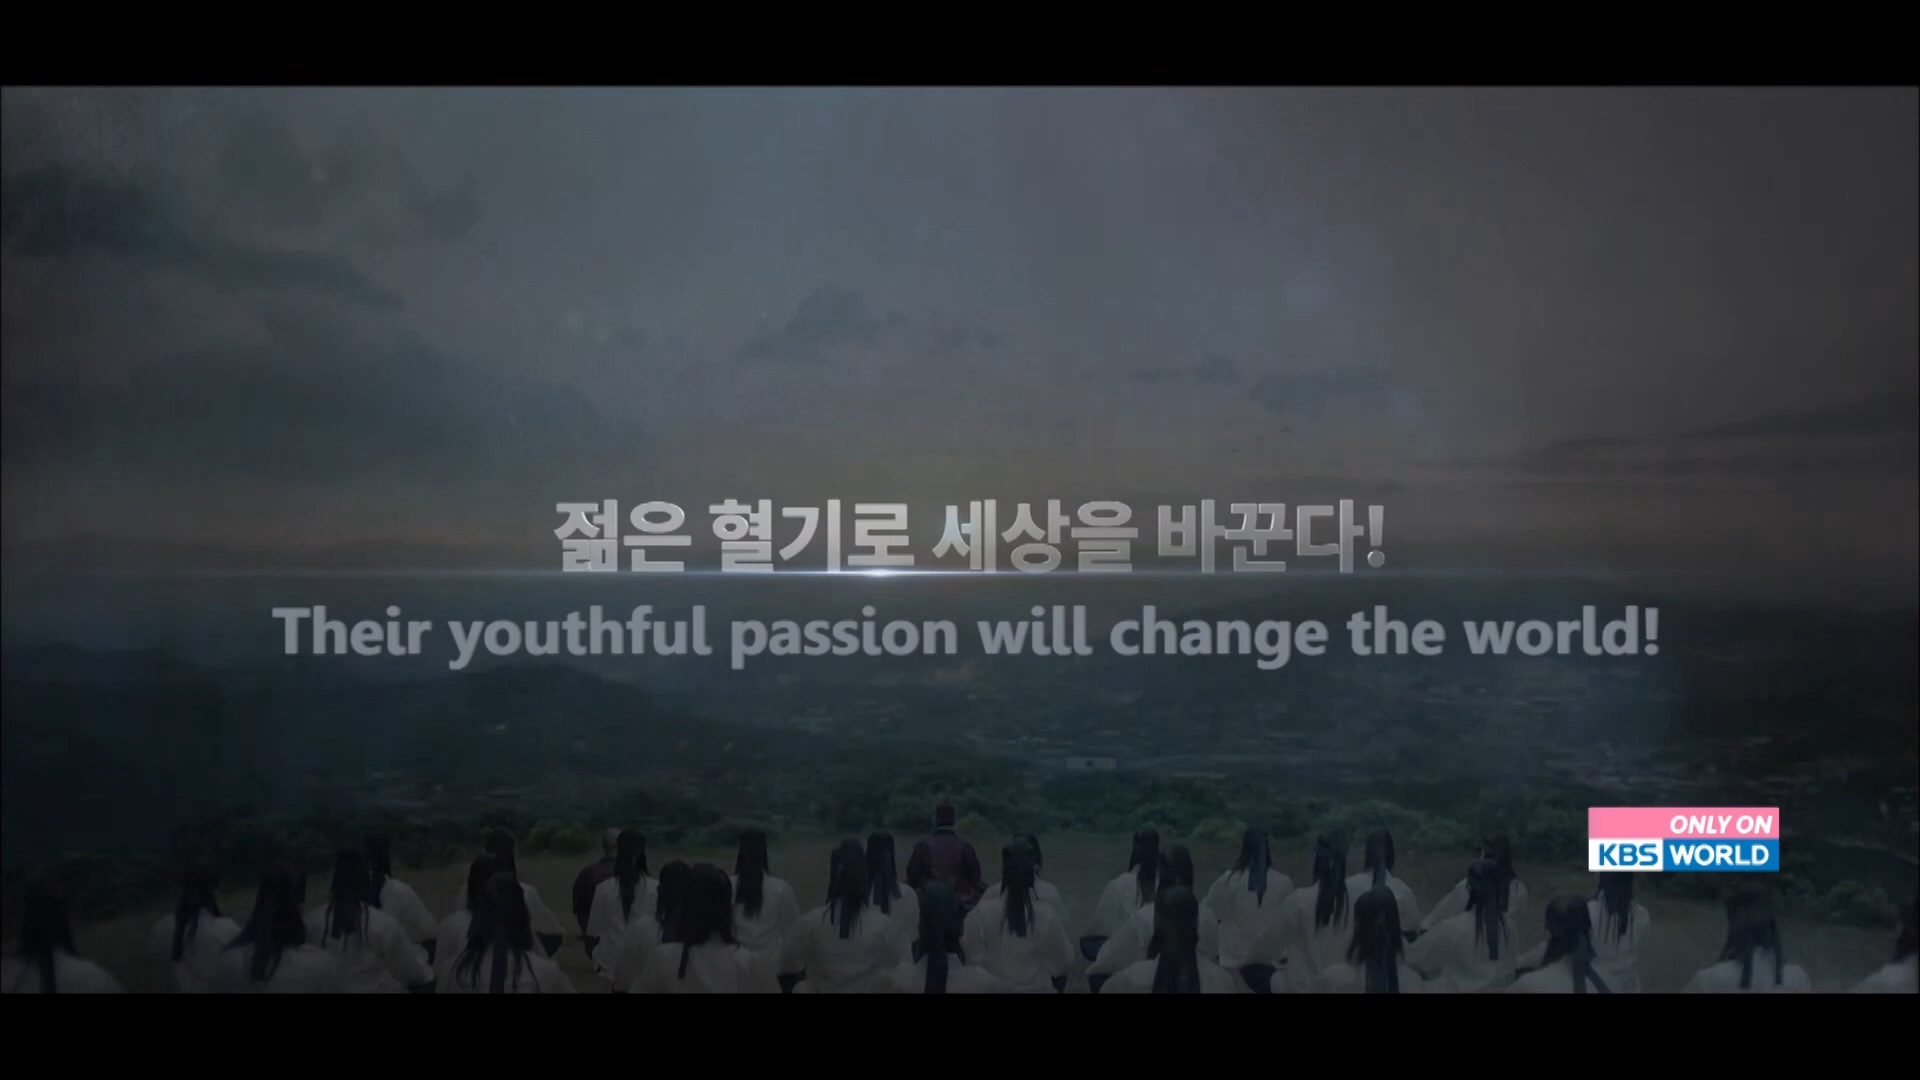 젊은 혈기로 세상을 바꾼다!
Their youthful passion will change the world!
ONLY ON
KBS WORLD